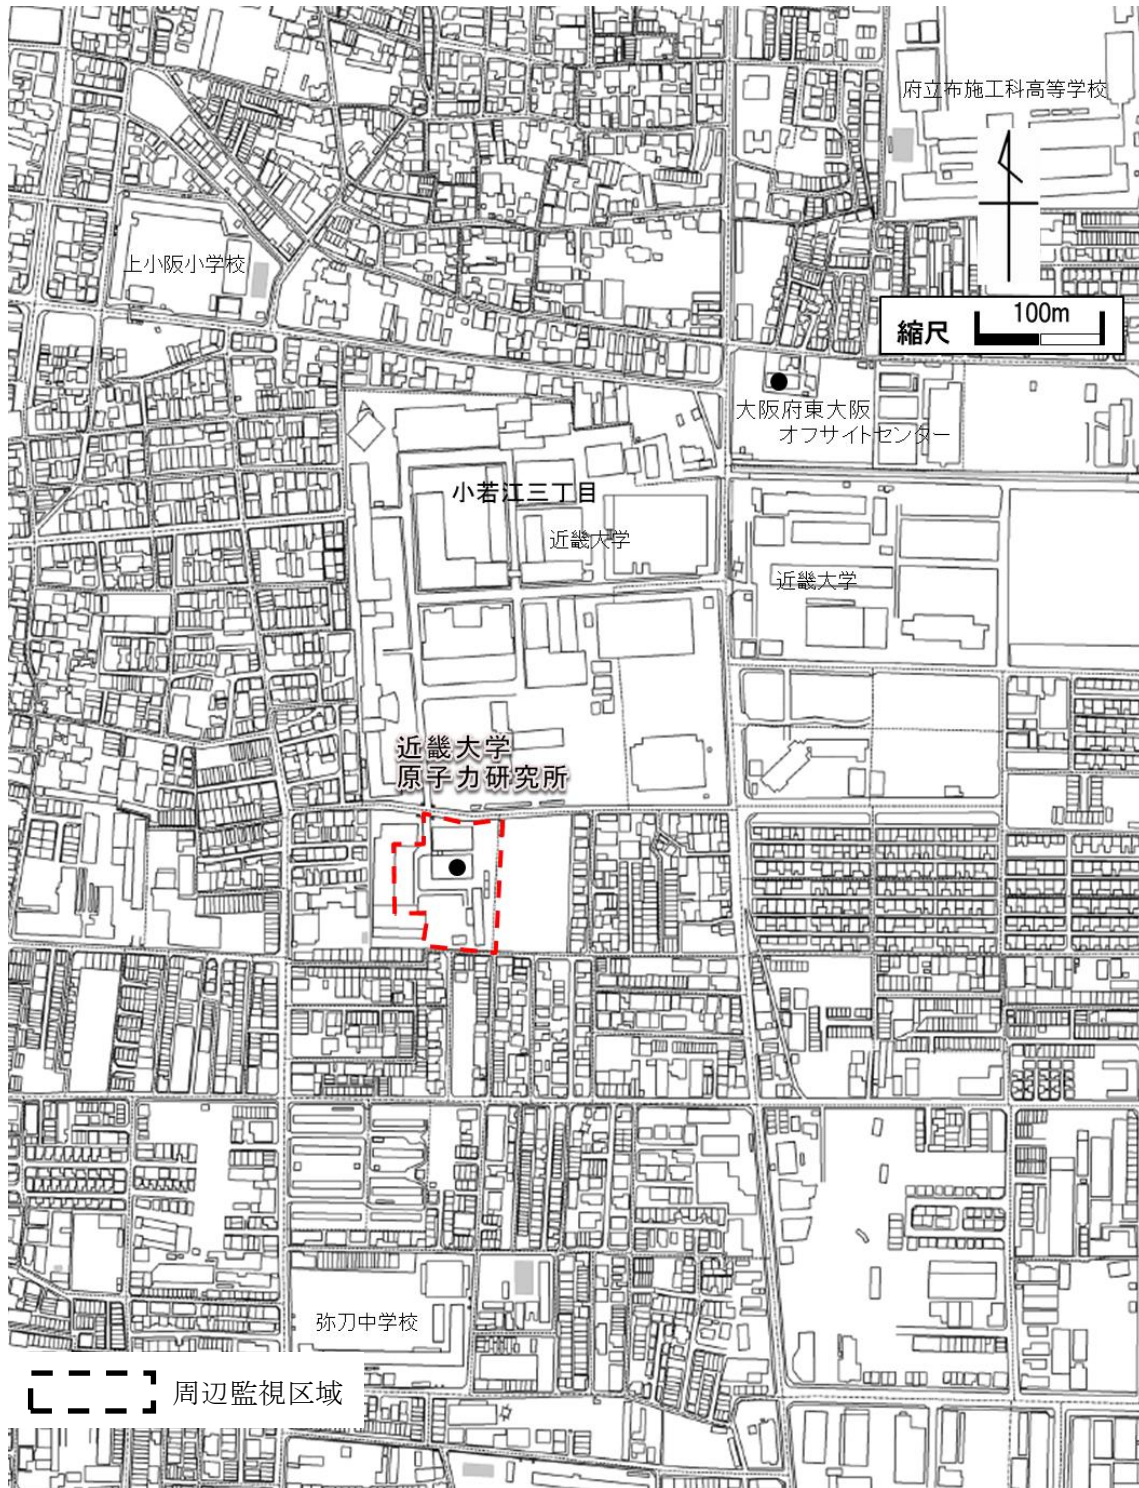 府立布施工科高等学校
上小阪小学校
100m
縮尺
大阪府東大阪
オフサイトセンター
小若江三丁目
近畿大学
近畿大学
近畿大学
原子力研究所
弥刀中学校
周辺監視区域